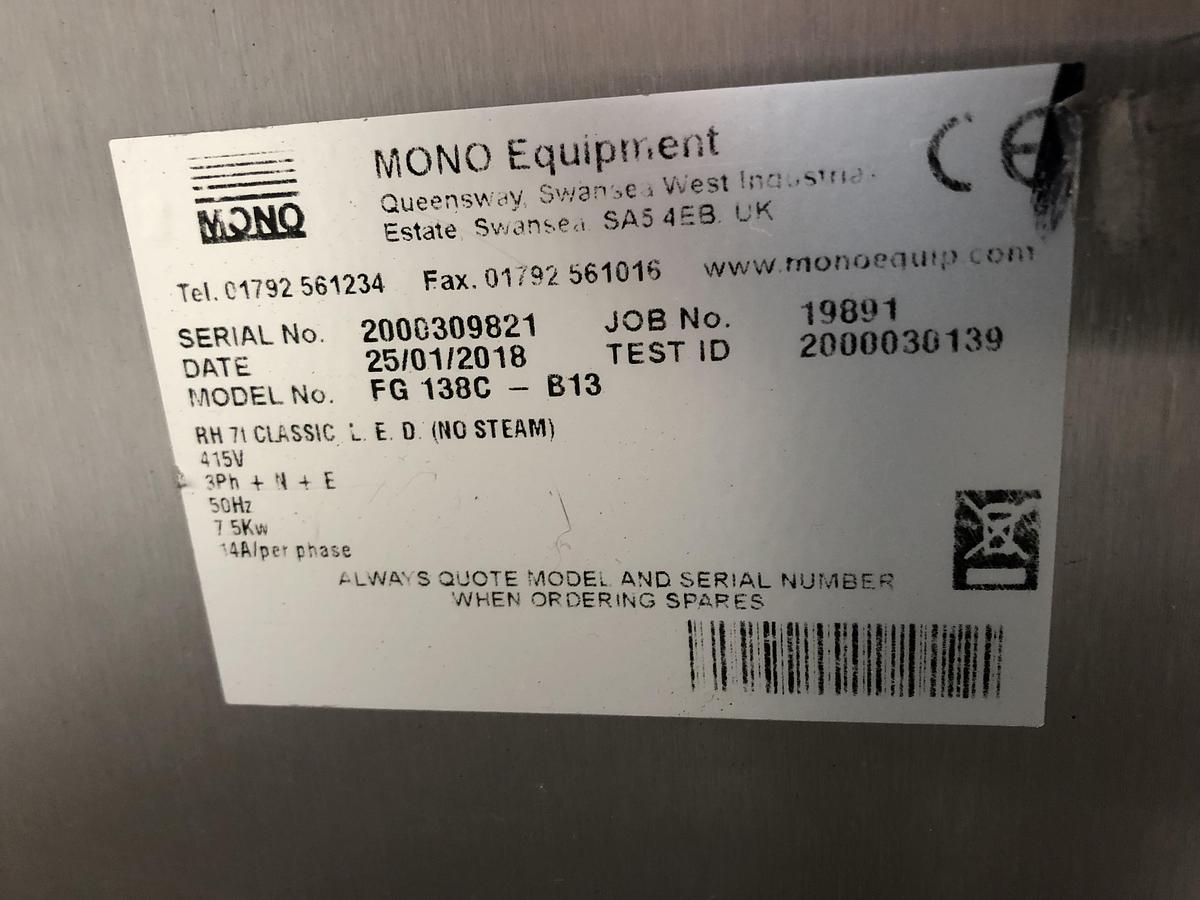 MONO
MONO Equipment
Queensway, Swansea West Industrial
Estate, Swansea. SA5 4EB. UK
CE
Tel. 01792 561234 Fax. 01792 561016 www.monoequip.com
SERIAL No. 2000309821 JOB No. 19891
DATE 25/01/2018 TEST ID 2000030139
MODEL No. FG 138C - B13
RH 71 CLASSIC L. E. D. (NO STEAM)
415V
3Ph + N + E
50Hz
7.5Kw
14A/per phase
ALWAYS QUOTE MODEL AND SERIAL NUMBER
WHEN ORDERING SPARES